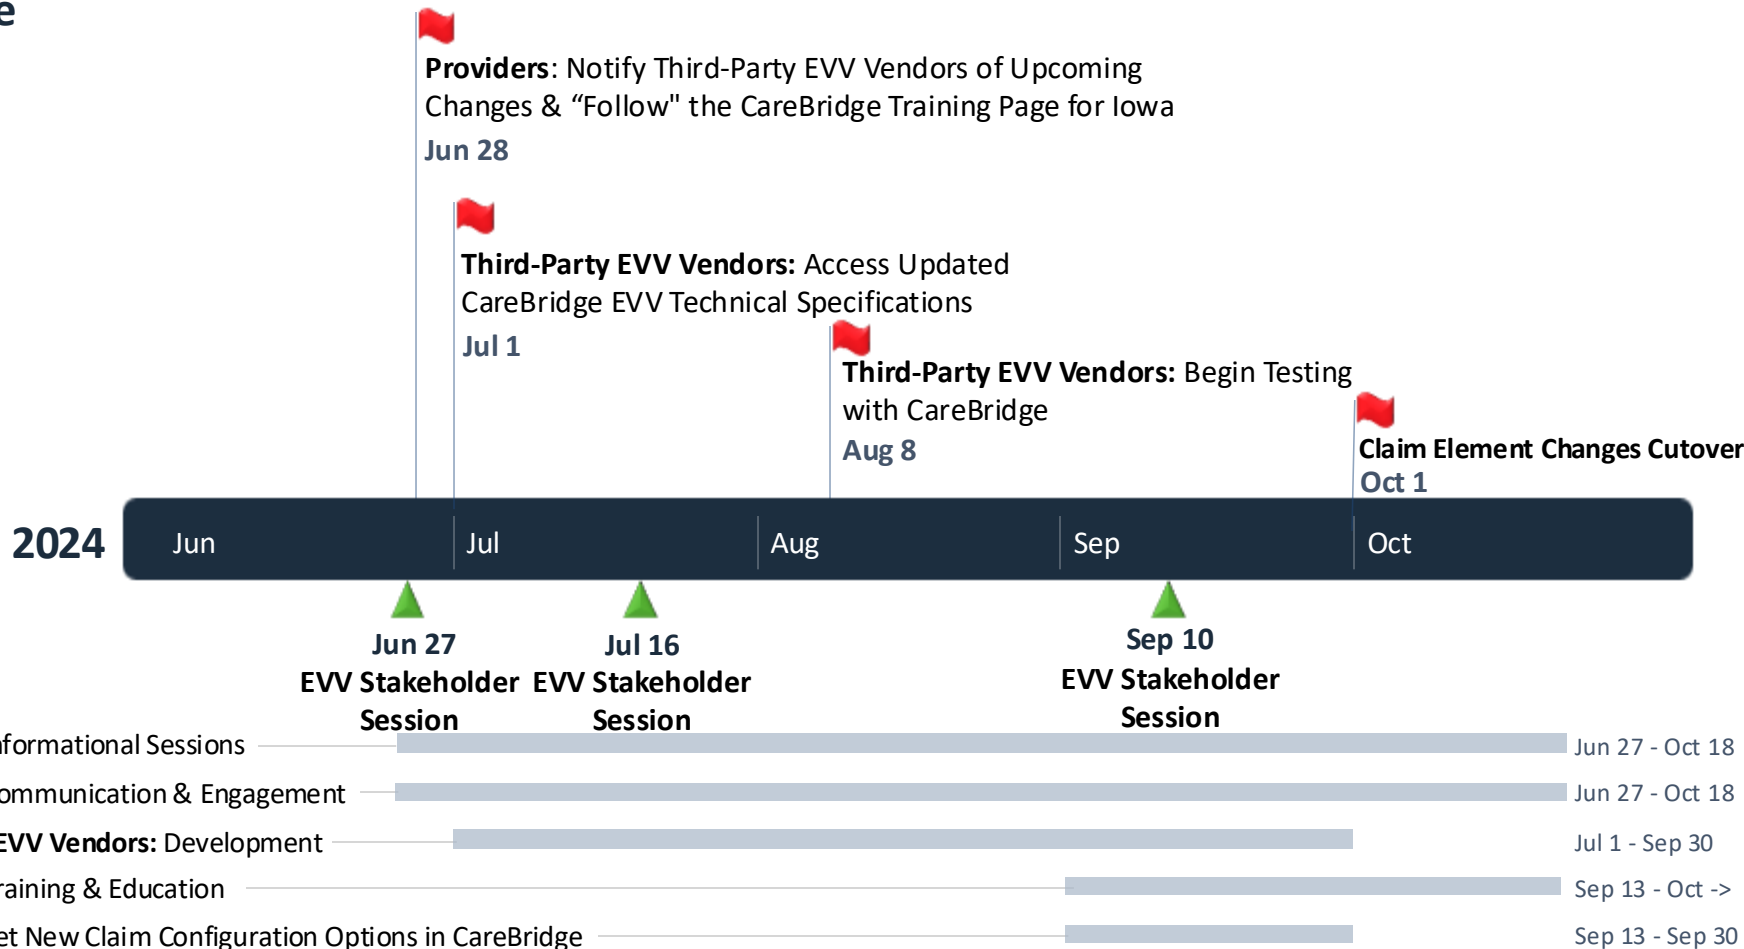 e
Providers: Notify Third-Party EVV Vendors of Upcoming
Changes & “Follow" the CareBridge Training Page for Iowa
Jun 28
Third-Party EVV Vendors: Access Updated
CareBridge EVV Technical Specifications
Jul 1
Third-Party EVV Vendors: Begin Testing
with CareBridge
Aug 8
Claim Element Changes Cutover
Oct 1
2024 Jun Jul Aug Sep Oct
Jun 27 Jul 16 Sep 10
EVV Stakeholder EVV Stakeholder EVV Stakeholder
Session Session Session
nformational Sessions Jun 27 - Oct 18
ommunication & Engagement Jun 27 - Oct 18
EVV Vendors: Development Jul 1 - Sep 30
raining & Education Sep 13 - Oct ->
et New Claim Configuration Options in CareBridge Sep 13 - Sep 30